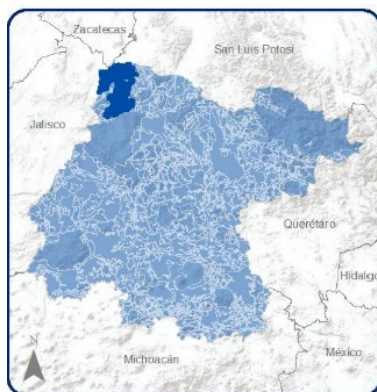 Zacatecas
San Luis Potosí
Jalisco
Querétaro
Hidalgo
N
México
Michoacán